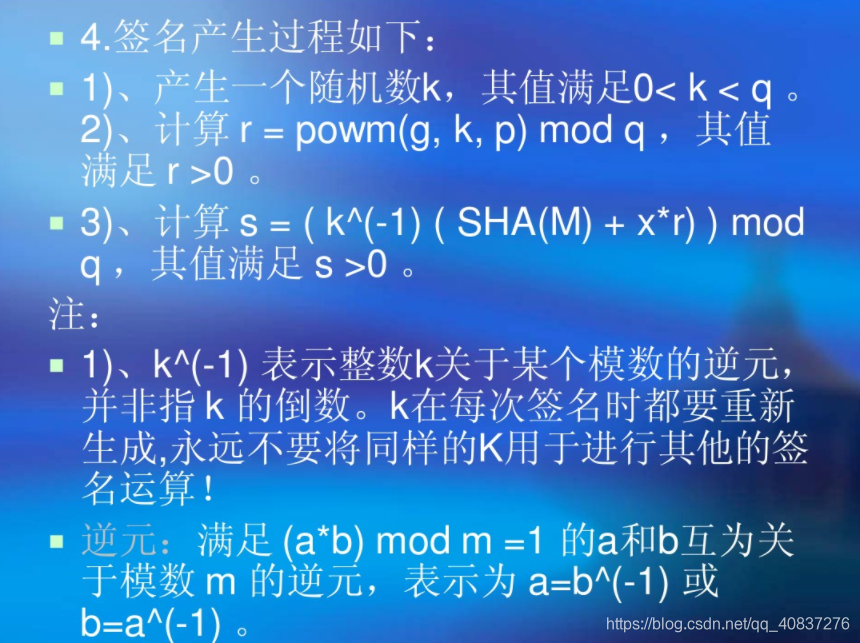 4.签名产生过程如下：
1)、产生一个随机数k，其值满足0< k < q 。
2)、计算 r = powm(g, k, p) mod q ，其值
满足 r >0 。
3)、计算 s = ( k^(-1) ( SHA(M) + x*r) ) mod
q ，其值满足 s >0 。
注：
1)、k^(-1) 表示整数k关于某个模数的逆元，
并非指 k 的倒数。k在每次签名时都要重新
生成,永远不要将同样的K用于进行其他的签
名运算！
逆元：满足 (a*b) mod m =1 的a和b互为关
于模数 m 的逆元，表示为 a=b^(-1) 或
b=a^(-1) 。
https://blog.csdn.net/qq_40837276